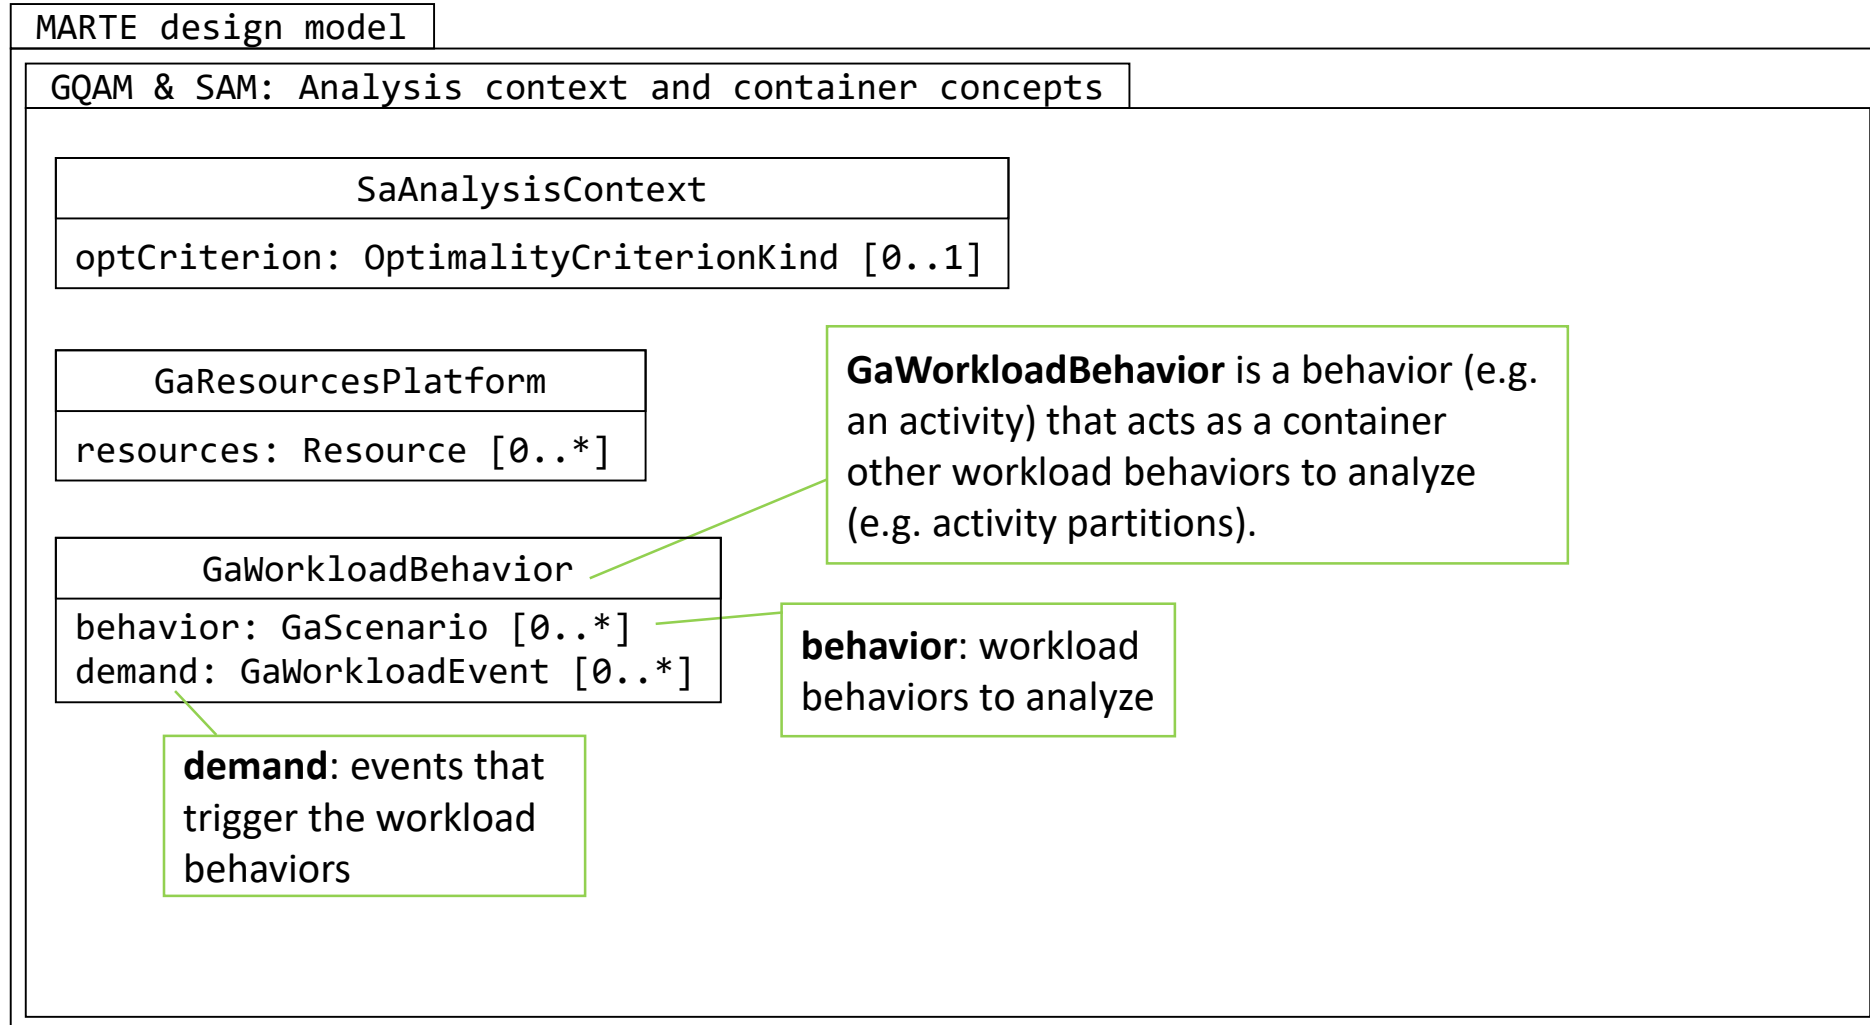 MARTE design model
GQAM & SAM: Analysis context and container concepts
SaAnalysisContext
optCriterion: OptimalityCriterionKind [0..1]
GaResourcesPlatform
resources: Resource [0..*]
GaWorkloadBehavior is a behavior (e.g.
an activity) that acts as a container
other workload behaviors to analyze
(e.g. activity partitions).
GaWorkloadBehavior
behavior: GaScenario [0..*]
demand: GaWorkloadEvent [0..*]
behavior: workload
behaviors to analyze
demand: events that
trigger the workload
behaviors